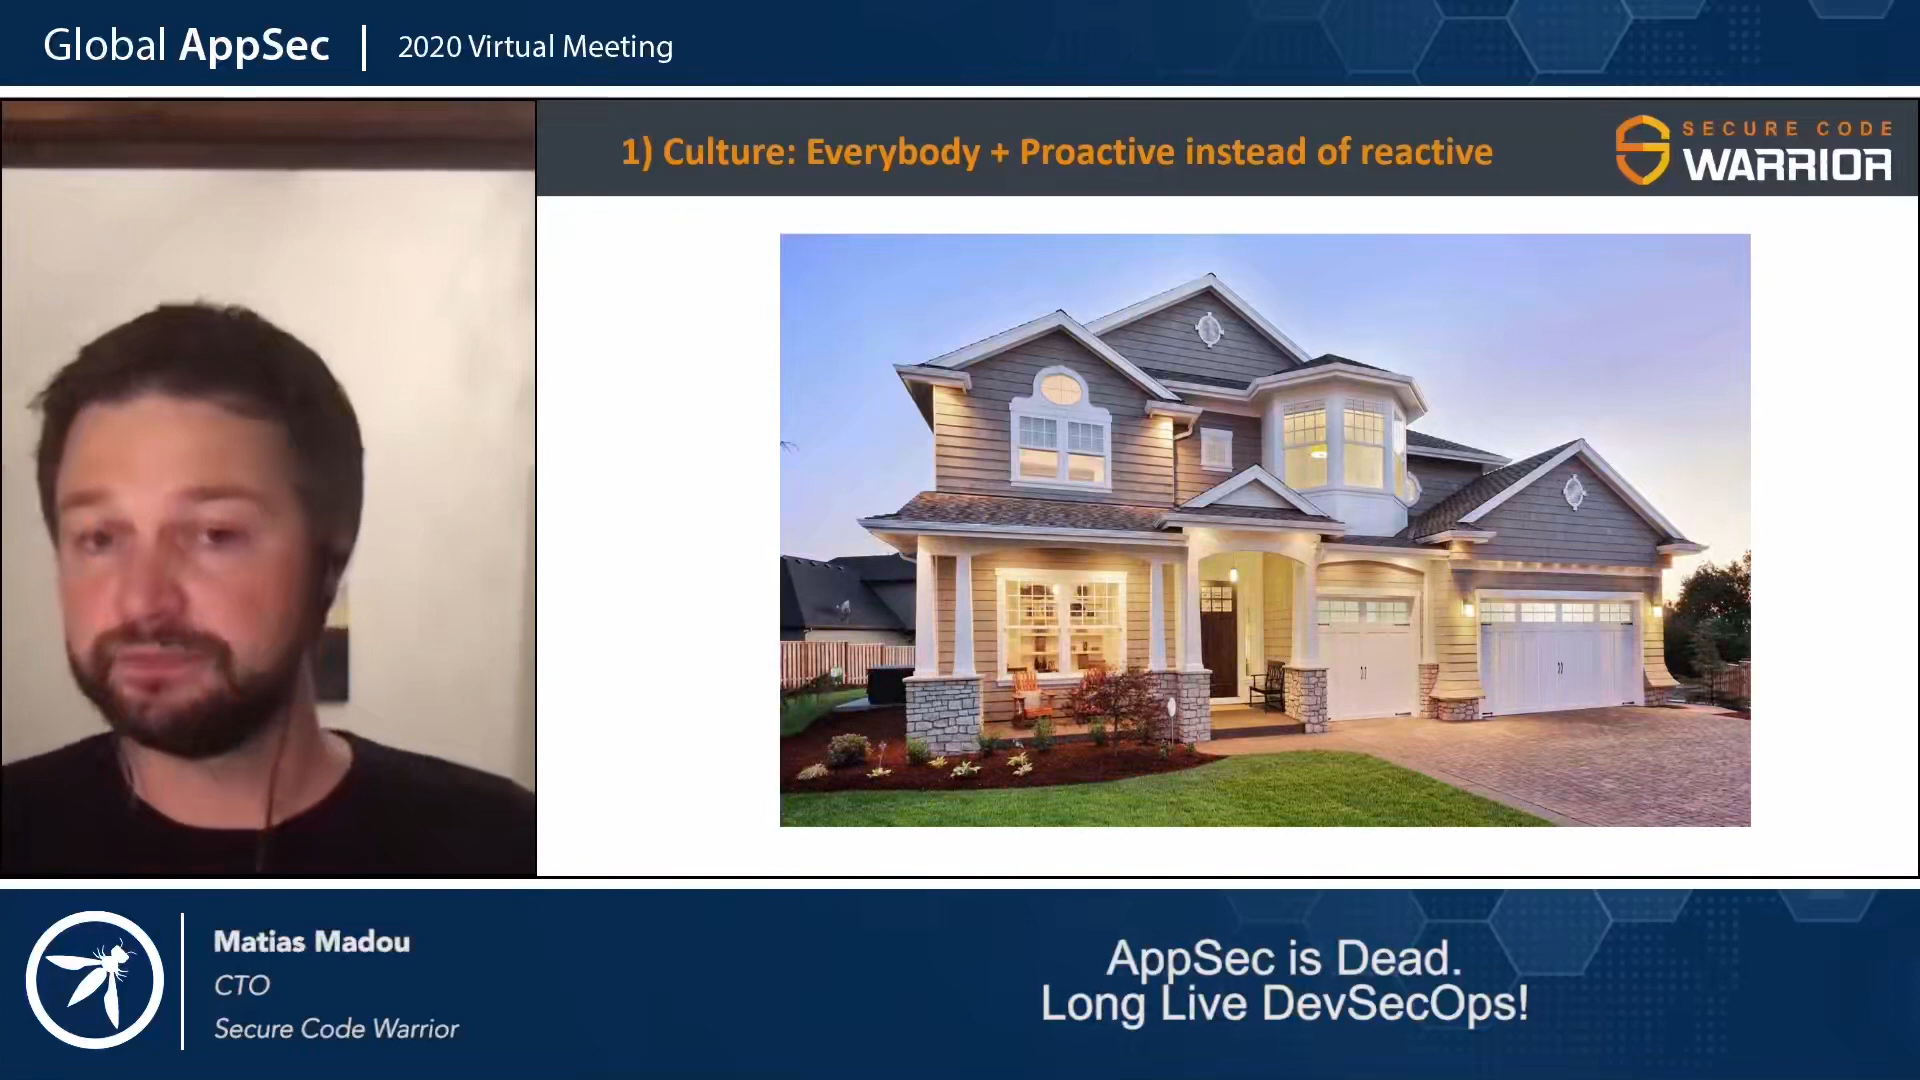 Global AppSec | 2020 Virtual Meeting
1) Culture: Everybody + Proactive instead of reactive
SECURE CODE
WARRIOR
Matias Madou
CTO
Secure Code Warrior
AppSec is Dead.
Long Live DevSecOps!